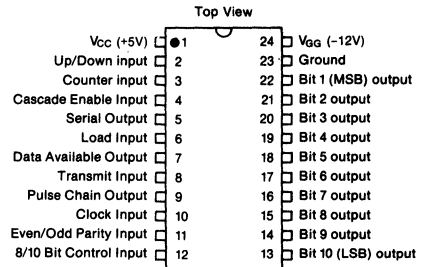 Top View
Vcc (+5V) 1 24 VGG (-12V)
Up/Down input 2 23 Ground
Counter input 3 22 Bit 1 (MSB) output
Cascade Enable Input 4 21 Bit 2 output
Serial Output 5 20 Bit 3 output
Load Input 6 19 Bit 4 output
Data Available Output 7 18 Bit 5 output
Transmit Input 8 17 Bit 6 output
Pulse Chain Output 9 16 Bit 7 output
Clock Input 10 15 Bit 8 output
Even/Odd Parity Input 11 14 Bit 9 output
8/10 Bit Control Input 12 13 Bit 10 (LSB) output